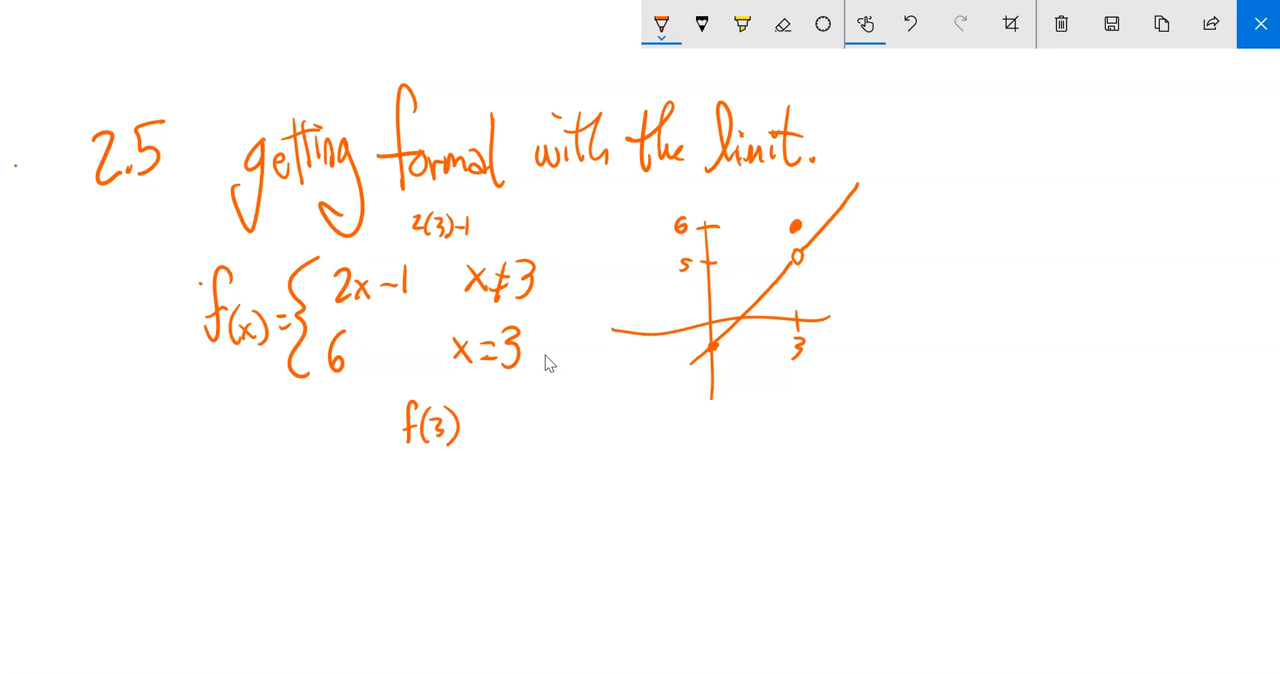 2.5 getting formal with the limit.
2(3)-1
f(x) = { 2x-1 x≠3
6 x=3
f(3)
6
5
3